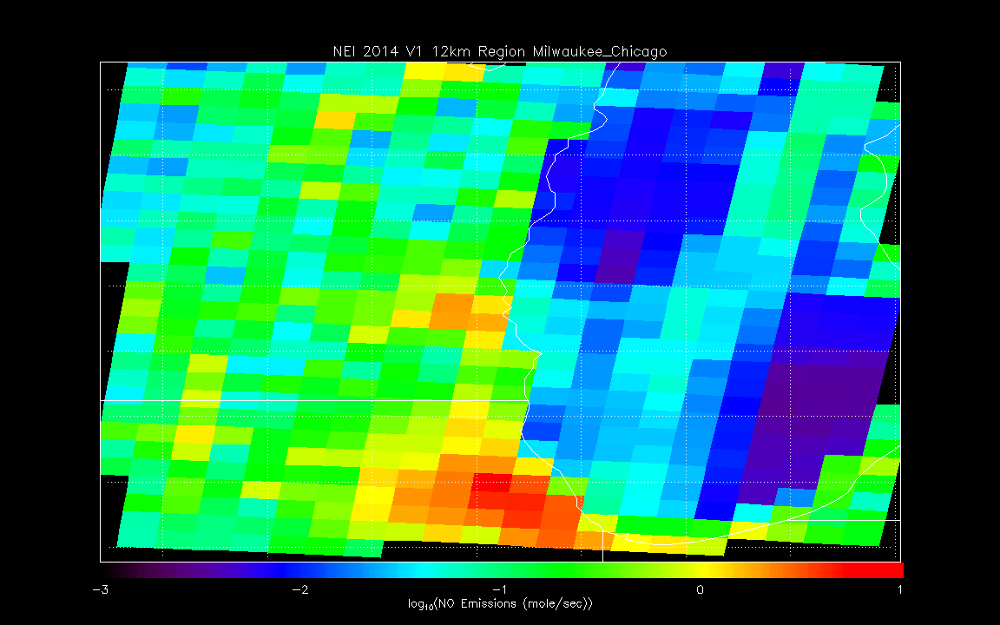 NEI 2014 V1 12km Region Milwaukee_Chicago
-3 -2 -1 0 1
log₁₀(NO Emissions (mole/sec))